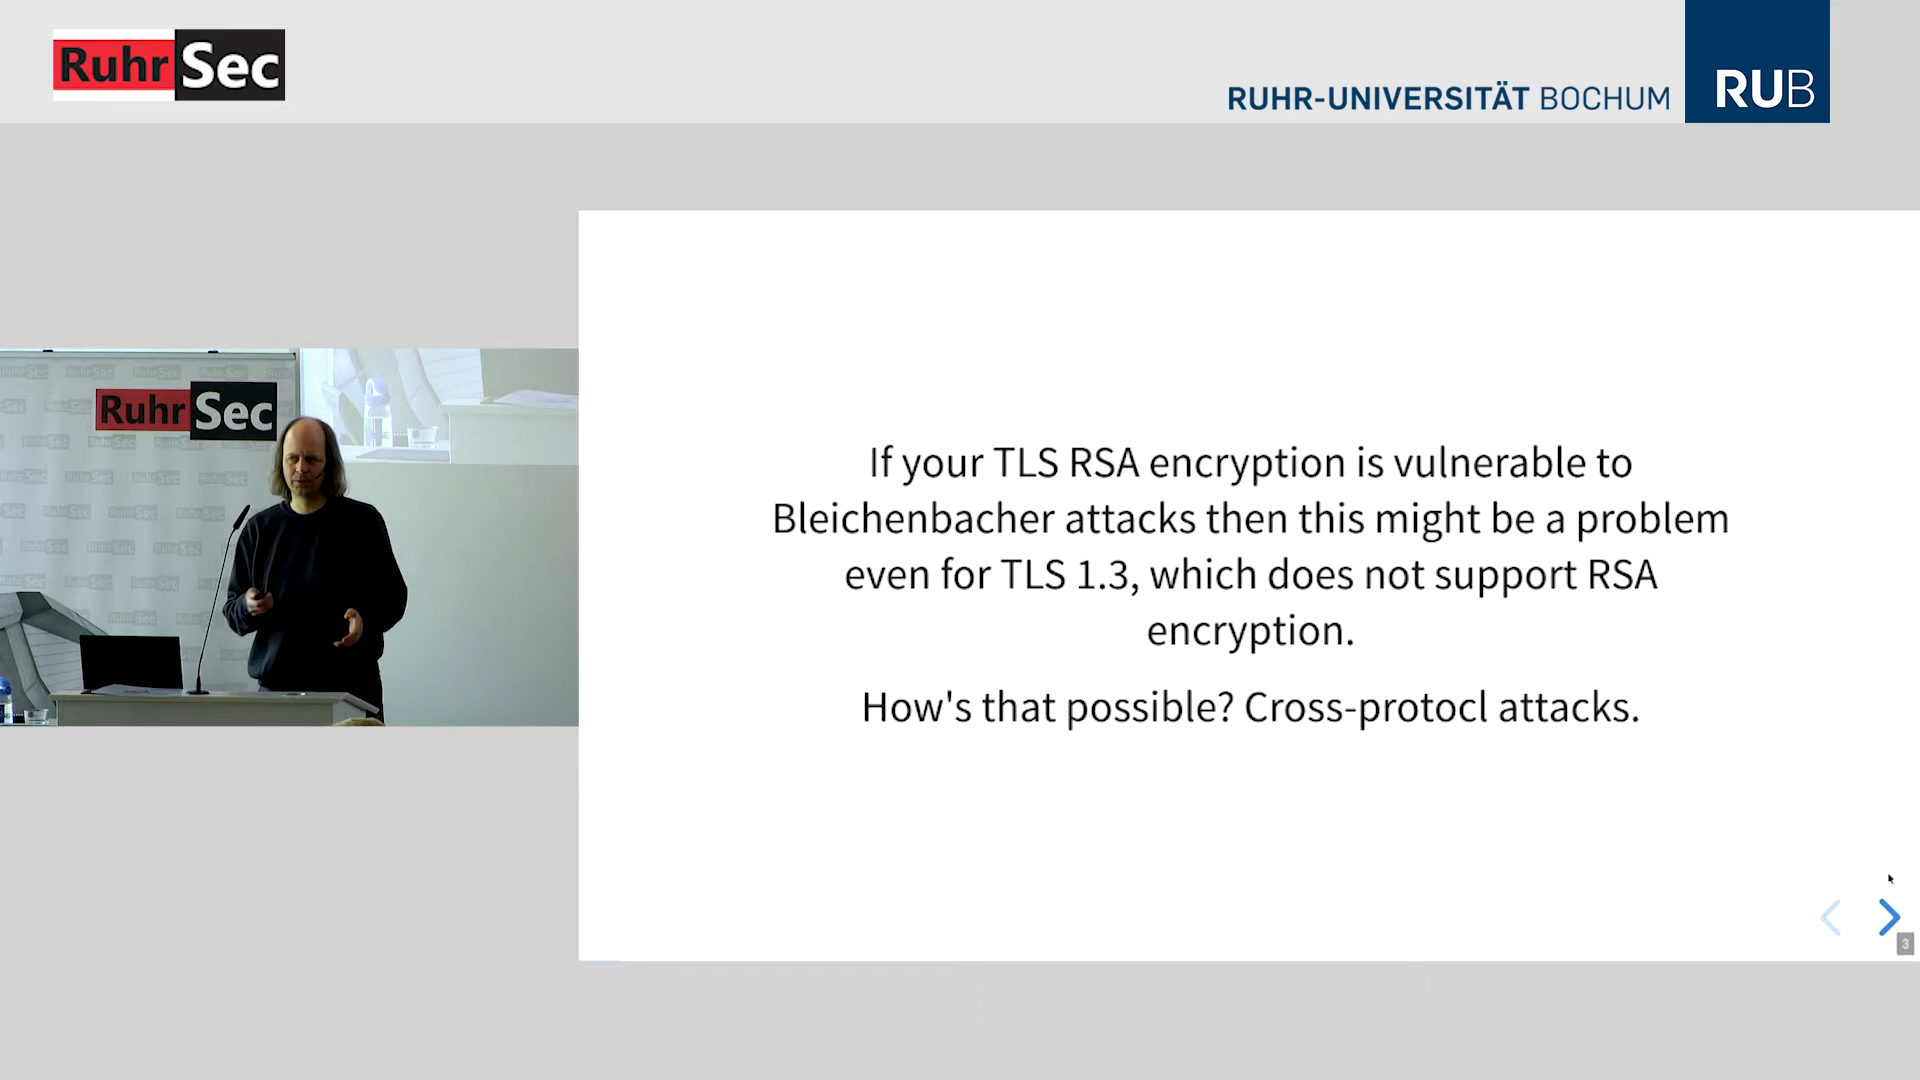 RuhrSec
RUHR-UNIVERSITÄT BOCHUM
RUB
RuhrSec
If your TLS RSA encryption is vulnerable to
Bleichenbacher attacks then this might be a problem
even for TLS 1.3, which does not support RSA
encryption.
How's that possible? Cross-protocl attacks.
3